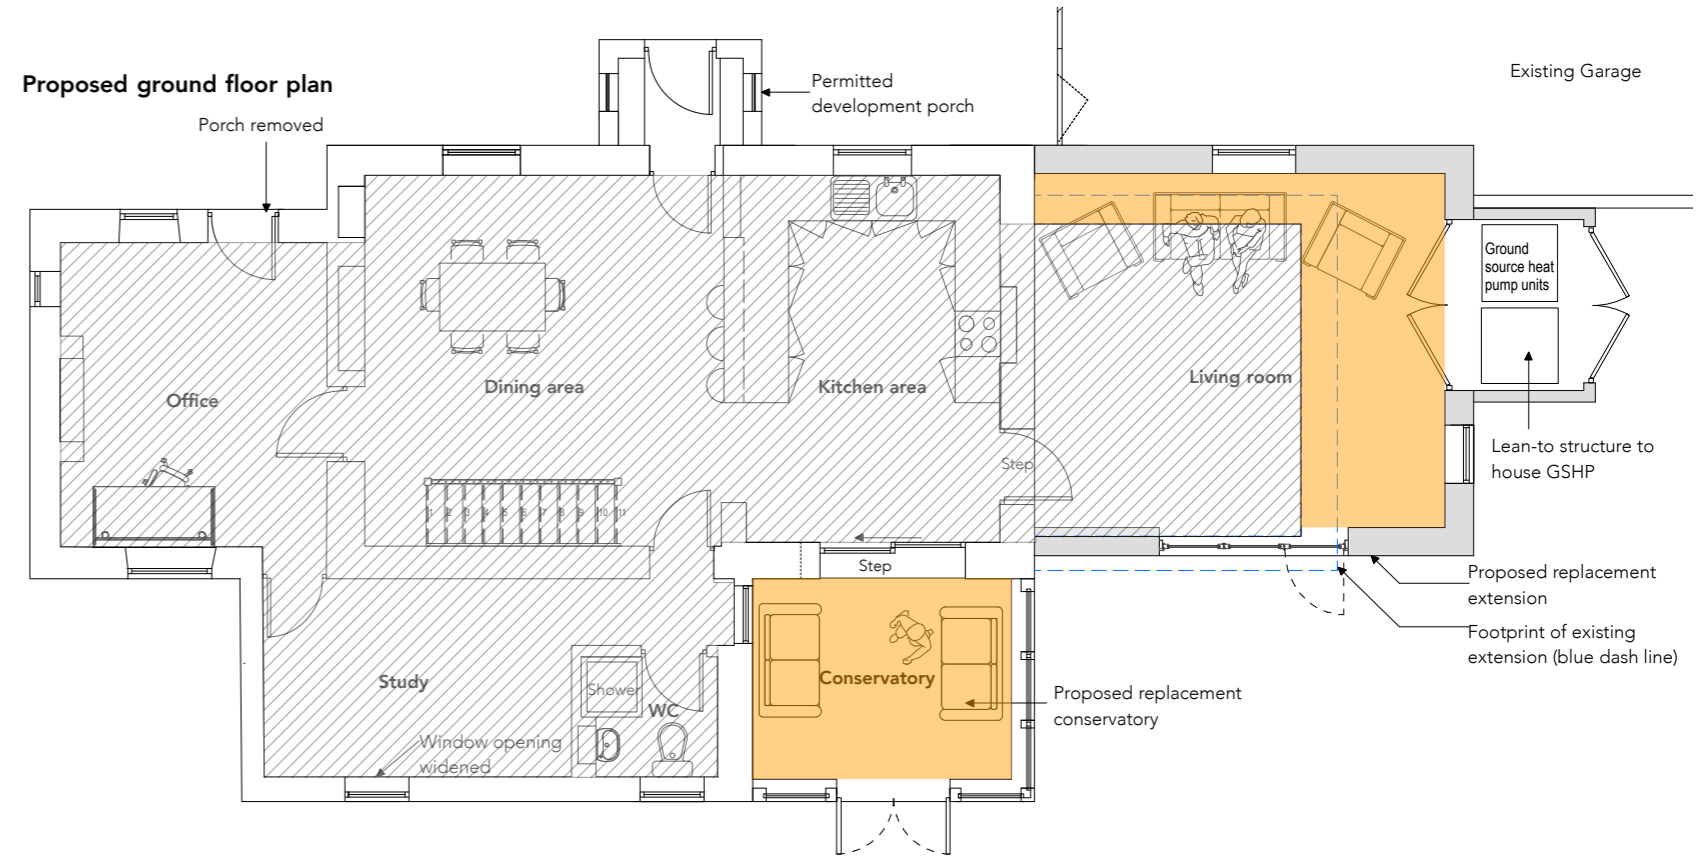 Proposed ground floor plan
Porch removed
Permitted
development porch
Existing Garage
Ground
source heat
pump units
Office
Dining area
Kitchen area
Living room
Step
Lean-to structure to
house GSHP
1 2 3 4 5 6 7 8 9 10 11
Step
Proposed replacement
extension
Footprint of existing
extension (blue dash line)
Study
Shower
WC
Conservatory
Proposed replacement
conservatory
Window opening
widened